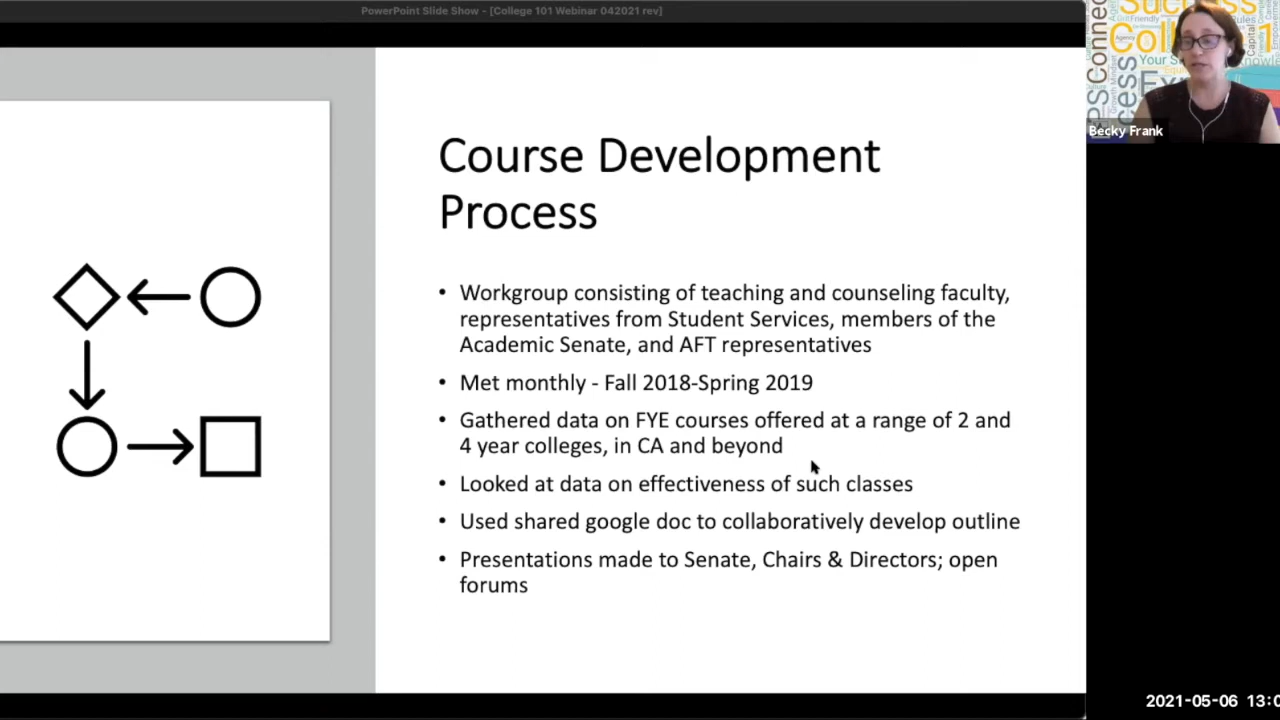 PowerPoint Slide Show - [College 101 Webinar 042021 rev]
Course Development
Process
• Workgroup consisting of teaching and counseling faculty,
representatives from Student Services, members of the
Academic Senate, and AFT representatives
• Met monthly - Fall 2018-Spring 2019
• Gathered data on FYE courses offered at a range of 2 and
4 year colleges, in CA and beyond
• Looked at data on effectiveness of such classes
• Used shared google doc to collaboratively develop outline
• Presentations made to Senate, Chairs & Directors; open
forums
Success
Friendly
Agency
Capital
Becky Frank
2021-05-06 13:0